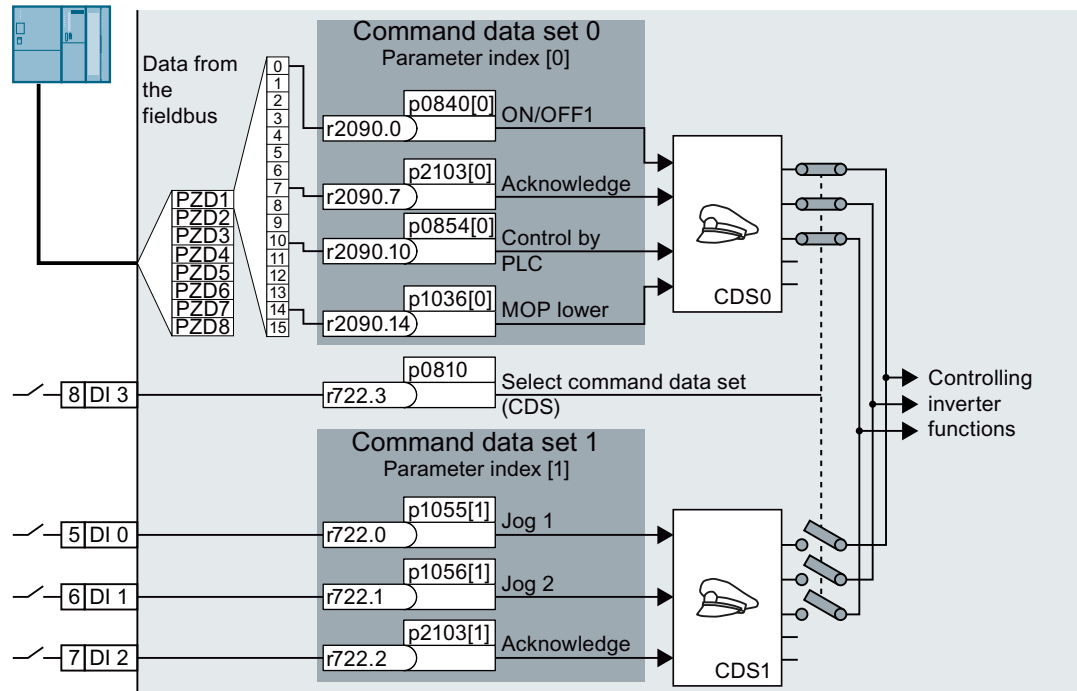 Command data set 0
Parameter index [0]
Data from
the
fieldbus
PZD1
PZD2
PZD3
PZD4
PZD5
PZD6
PZD7
PZD8
0
1
2
3
4
5
6
7
8
9
10
11
12
13
14
15
p0840[0]
r2090.0
ON/OFF1
p2103[0]
r2090.7
Acknowledge
p0854[0]
r2090.10
Control by
PLC
p1036[0]
r2090.14
MOP lower
CDS0
8 DI 3
p0810
r722.3
Select command data set
(CDS)
Controlling
inverter
functions
Command data set 1
Parameter index [1]
5 DI 0
p1055[1]
r722.0
Jog 1
6 DI 1
p1056[1]
r722.1
Jog 2
7 DI 2
p2103[1]
r722.2
Acknowledge
CDS1